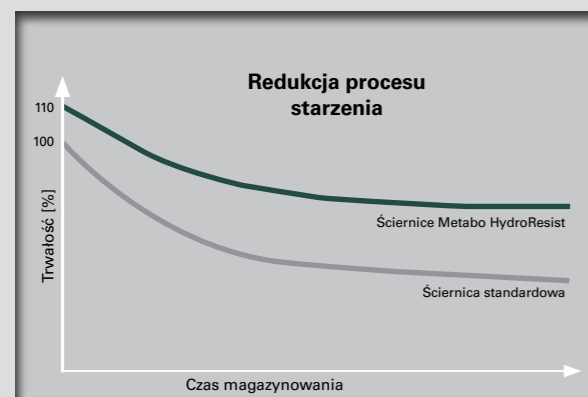 Redukcja procesu
starzenia
110
100
Trwałość [%]
Ściernice Metabo HydroResist
Ściernica standardowa
Czas magazynowania